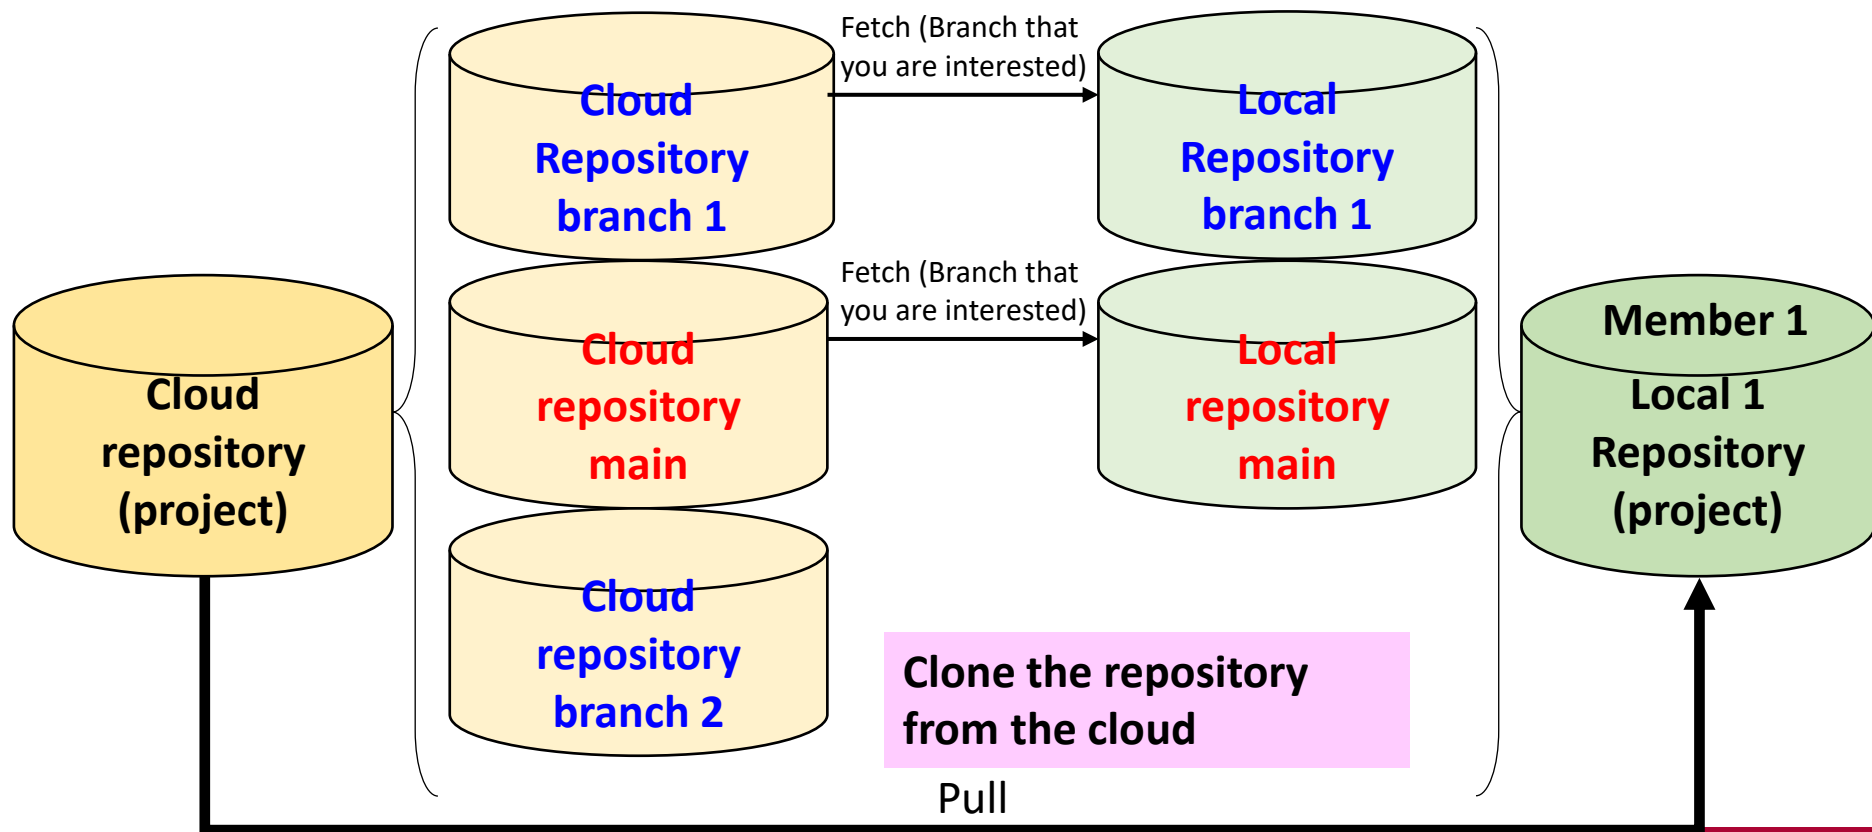 Fetch (Branch that
you are interested)
Cloud
Repository
branch 1
Local
Repository
branch 1
Fetch (Branch that
you are interested)
Cloud
repository
main
Local
repository
main
Cloud
repository
(project)
Member 1
Local 1
Repository
(project)
Cloud
repository
branch 2
Clone the repository
from the cloud
Pull